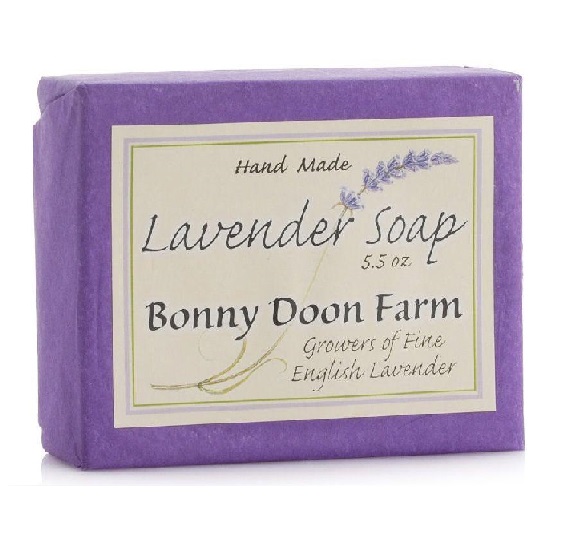 Hand Made
Lavender Soap
5.5 oz.
Bonny Doon Farm
Growers of Fine
English Lavender